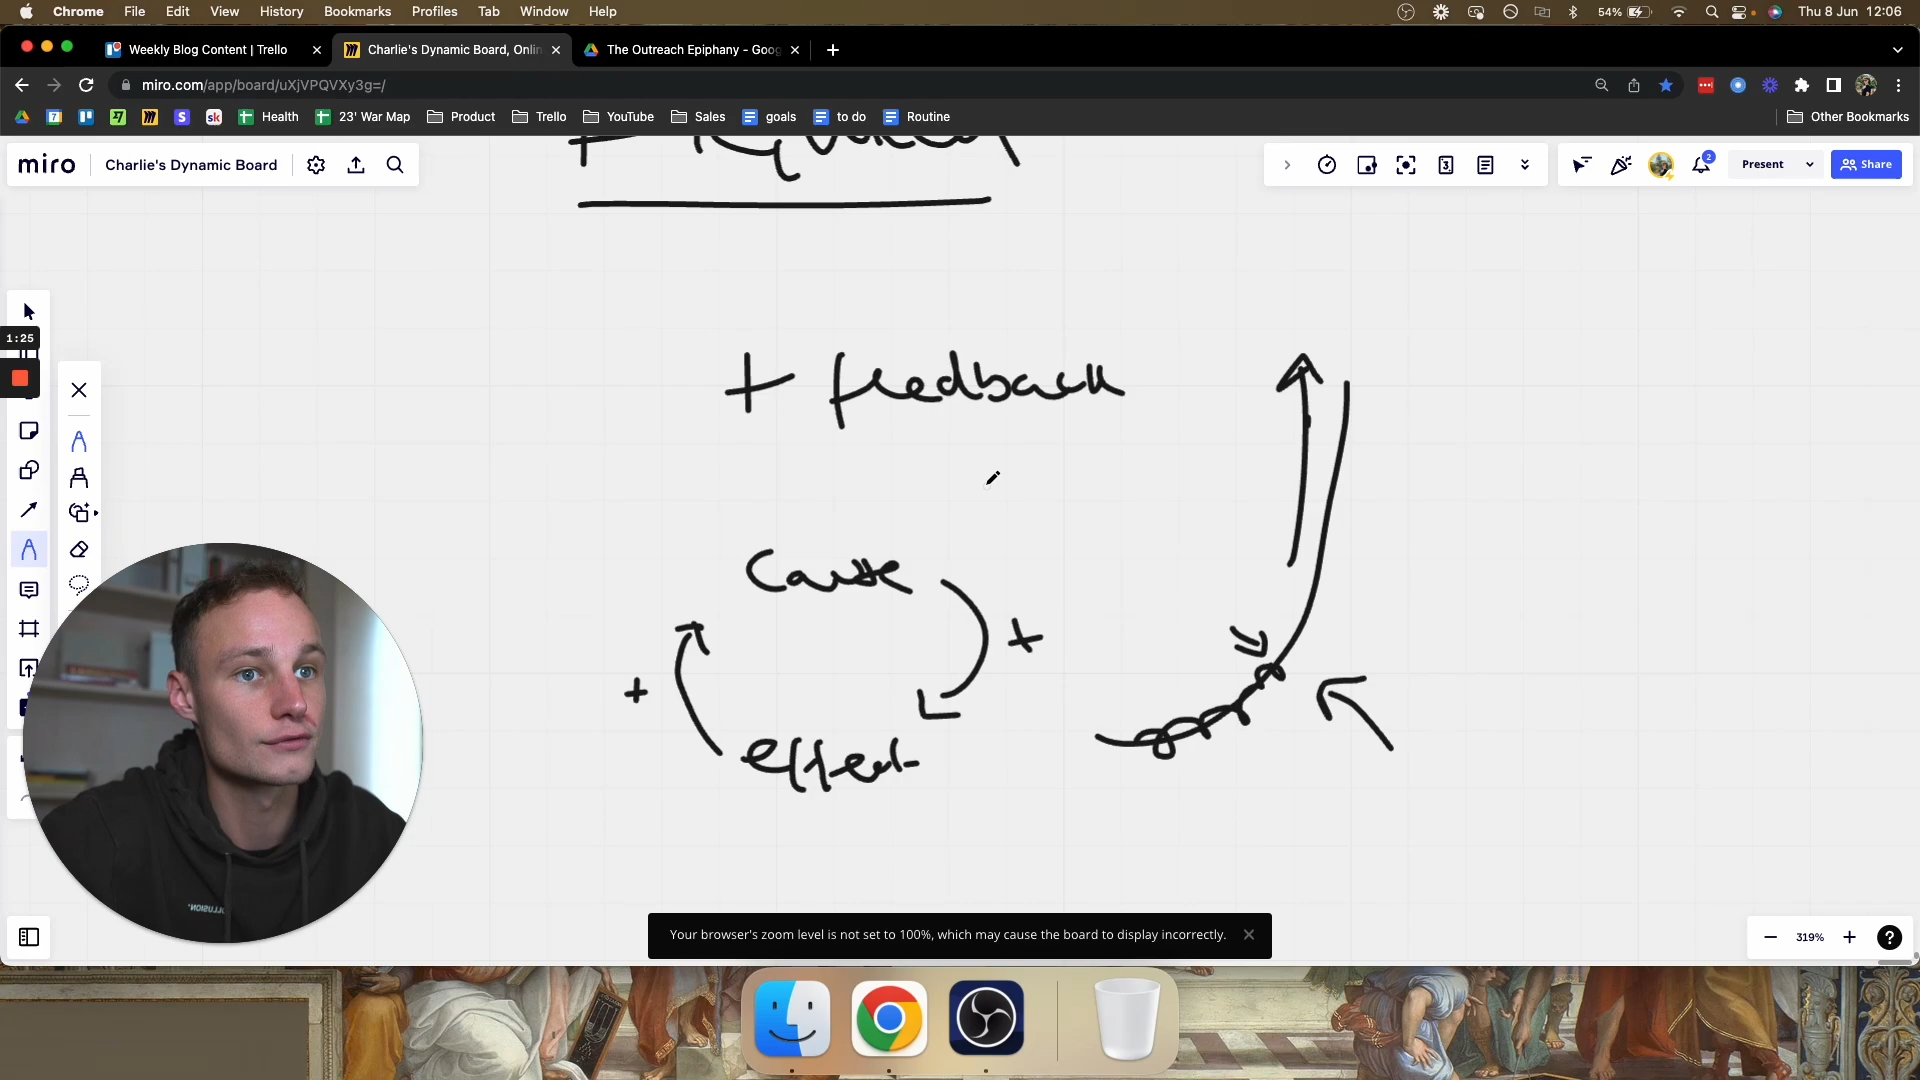 Chrome File Edit View History Bookmarks Profiles Tab Window Help 54% Thu 8 Jun 12:06
Weekly Blog Content | Trello Charlie's Dynamic Board, Onlin The Outreach Epiphany - Goog
miro.com/app/board/uXjVPQVXy3g=/
Health 23' War Map Product Trello YouTube Sales goals to do Routine Other Bookmarks
miro Charlie's Dynamic Board 2 Present Share
1:25
+ feedback
Cause
+
+
effect
Your browser's zoom level is not set to 100%, which may cause the board to display incorrectly.
319%